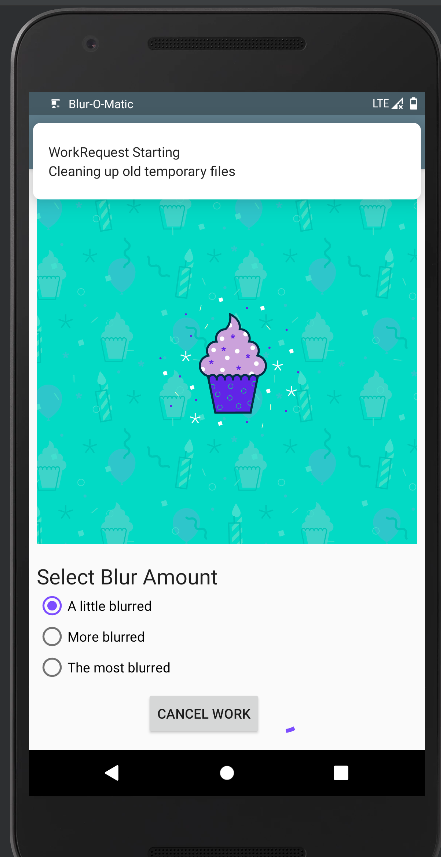 Blur-O-Matic
LTE
WorkRequest Starting
Cleaning up old temporary files
Select Blur Amount
A little blurred
More blurred
The most blurred
CANCEL WORK